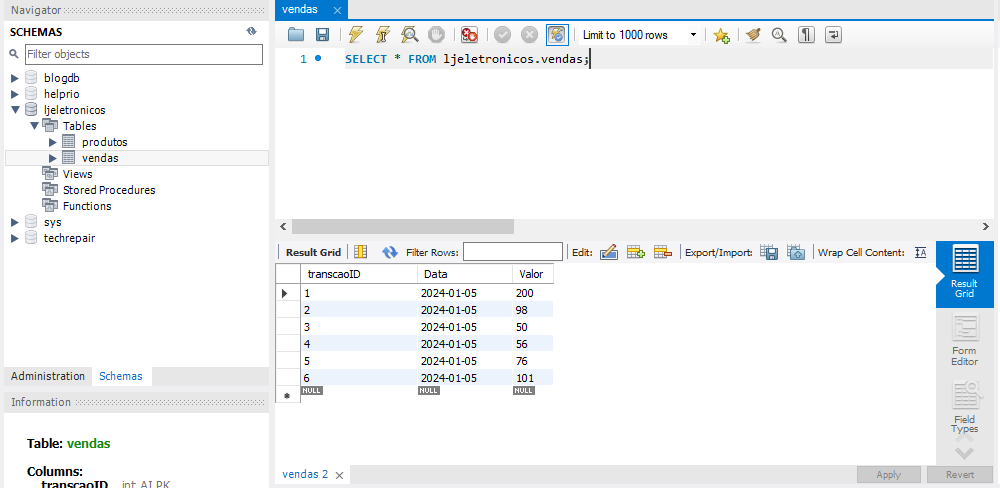 Navigator
SCHEMAS
Filter objects
blogdb
helprio
ljeletronicos
Tables
produtos
vendas
Views
Stored Procedures
Functions
sys
techrepair
Administration Schemas
Information
Table: vendas
Columns:
transcaoID int AI PK
vendas
Limit to 1000 rows
1 SELECT * FROM ljeletronicos.vendas;
Result Grid Filter Rows: Edit: Export/Import: Wrap Cell Content:
transcaoID Data Valor
1 2024-01-05 200
2 2024-01-05 98
3 2024-01-05 50
4 2024-01-05 56
5 2024-01-05 76
6 2024-01-05 101
NULL NULL NULL
Result
Grid
Form
Editor
Field
Types
vendas 2
Apply Revert